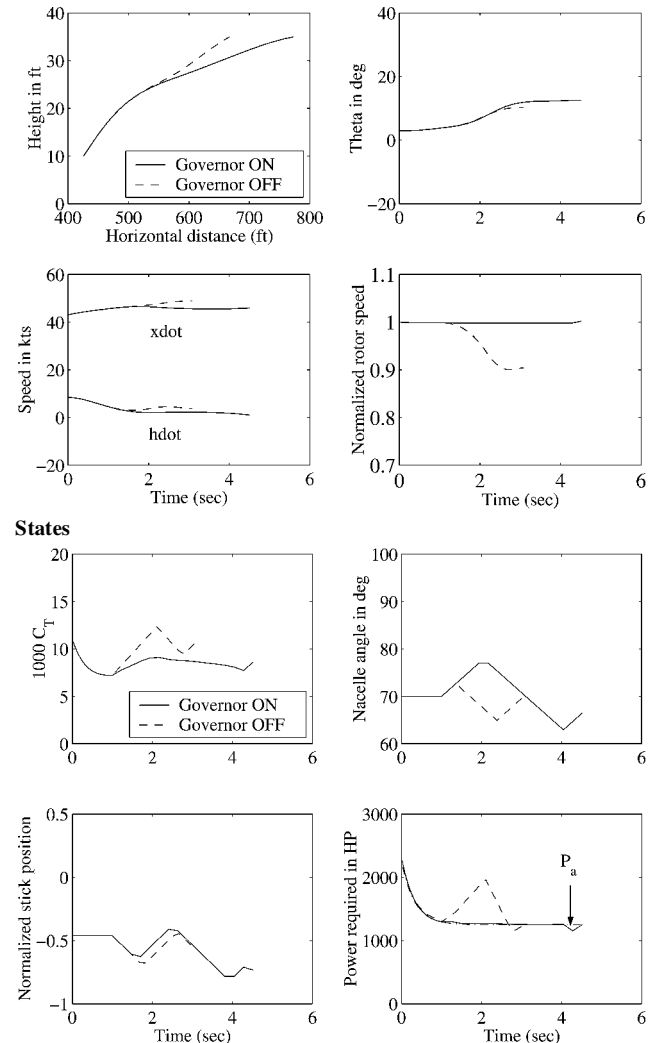 40
30
20
10
0
400 500 600 700 800
Height in ft
Horizontal distance (ft)
Governor ON
Governor OFF
40
20
0
−20
0 2 4 6
Theta in deg
60
40
20
0
−20
0 2 4 6
Speed in kts
xdot
hdot
Time (sec)
1.1
1
0.9
0.8
0.7
0 2 4 6
Normalized rotor speed
Time (sec)
States
20
15
10
5
0
0 2 4 6
1000 C_T
Governor ON
Governor OFF
100
90
80
70
60
0 2 4 6
Nacelle angle in deg
0.5
0
−0.5
−1
0 2 4 6
Normalized stick position
Time (sec)
3000
2000
1000
0
0 2 4 6
Power required in HP
P_a
Time (sec)